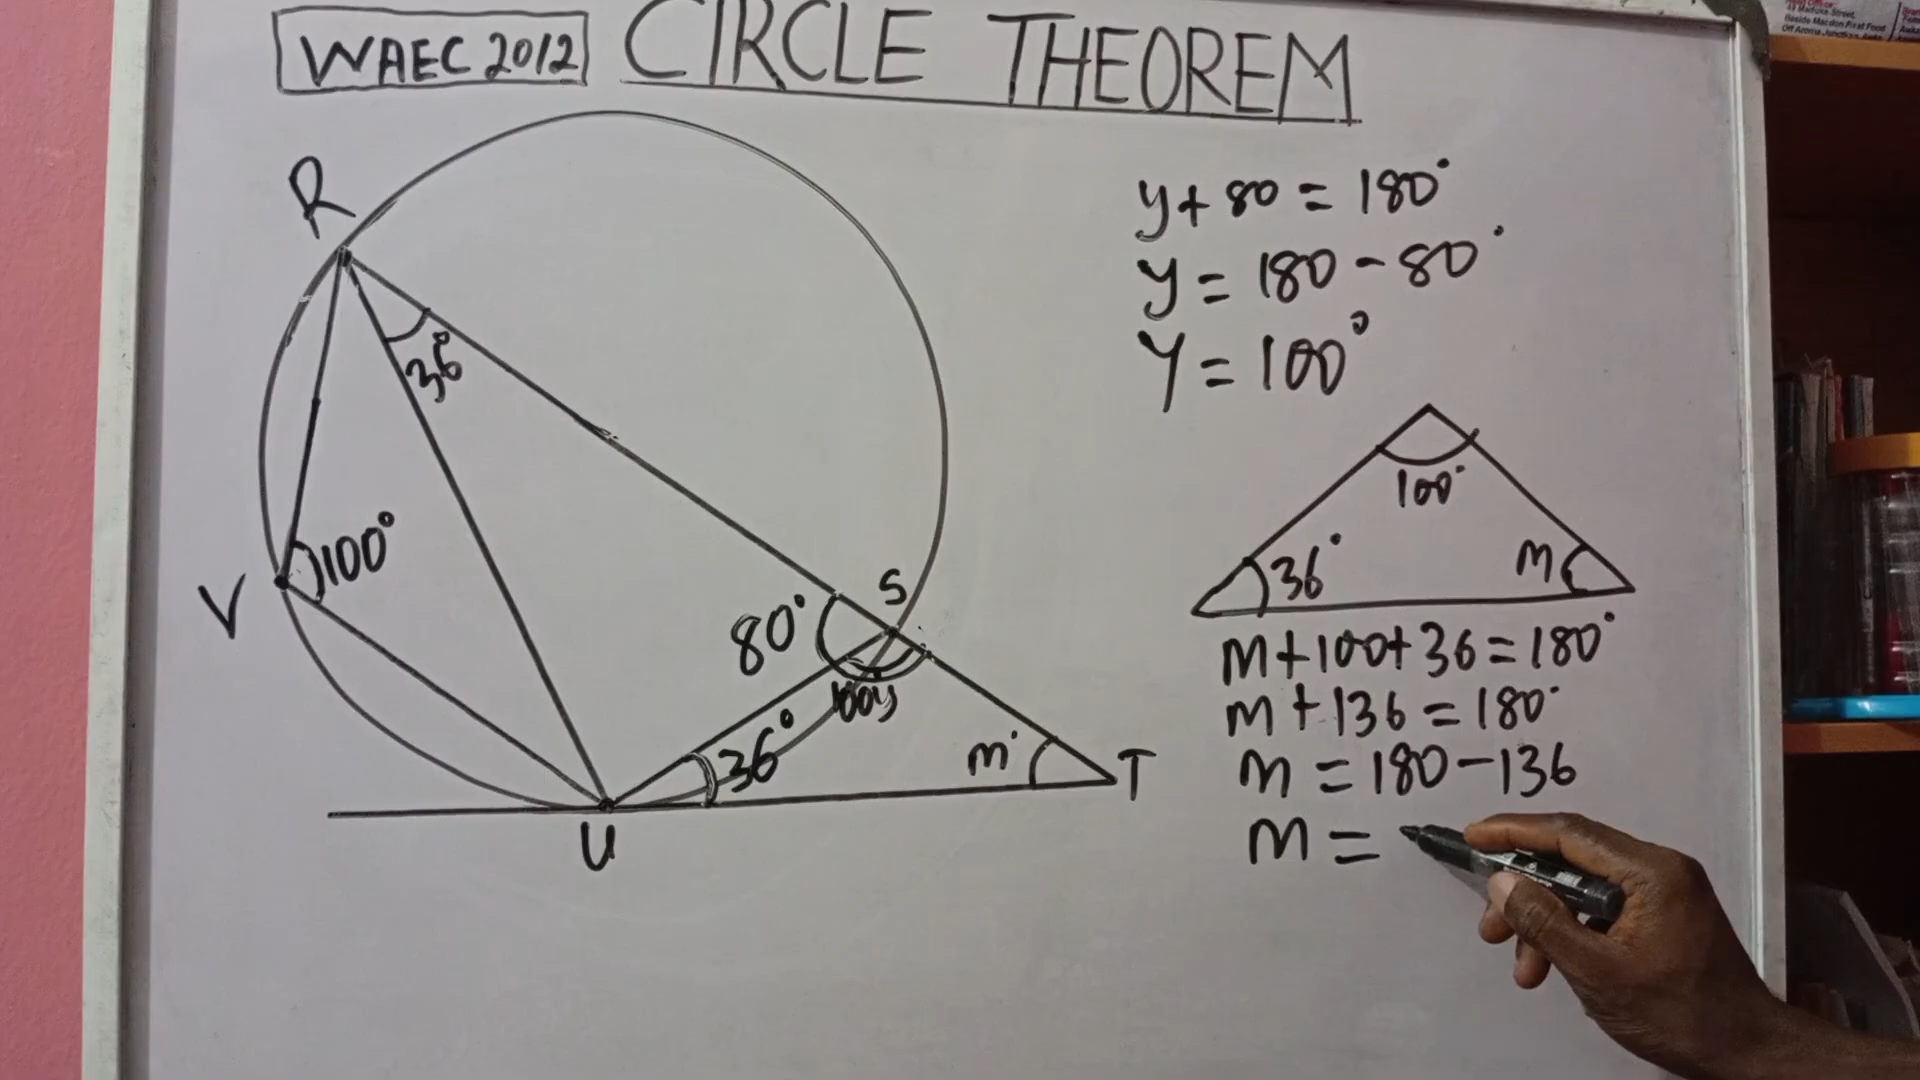 WAEC 2012
CIRCLE THEOREM
R
36°
V
100°
S
80°
100y
36°
m°
T
U
y + 80 = 180°
y = 180 - 80°
Y = 100°
100°
36°
m
m + 100 + 36 = 180°
m + 136 = 180°
m = 180 - 136
m =